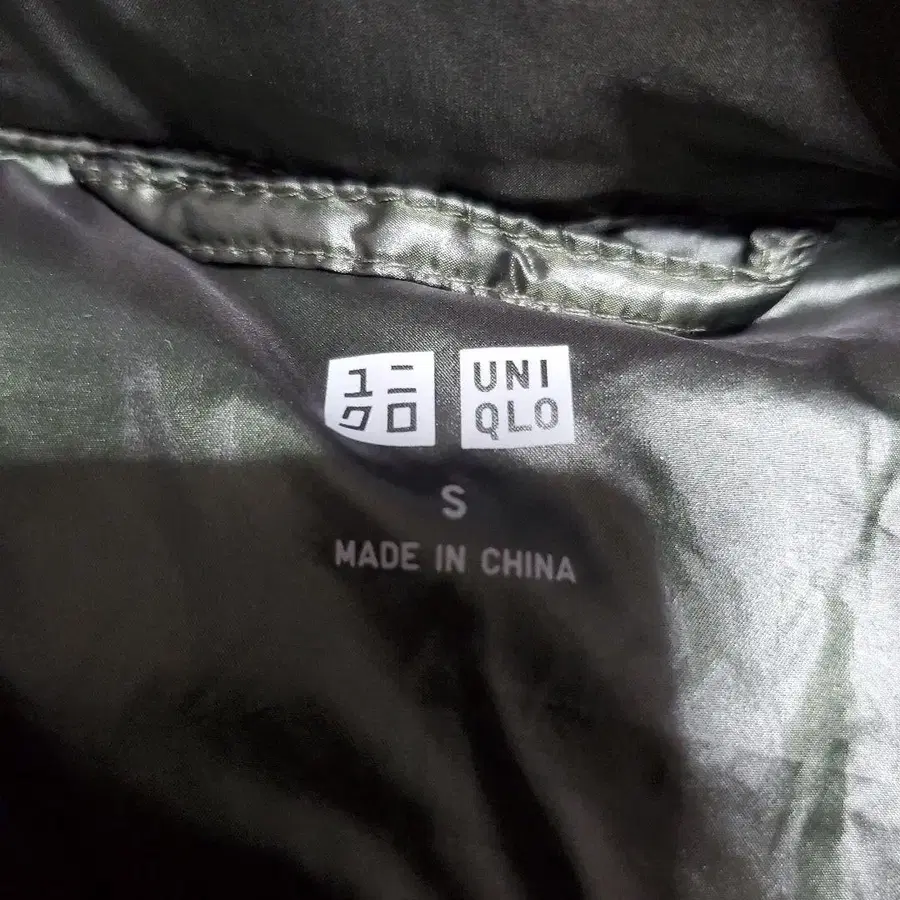 ユニ
クロ
UNI
QLO
S
MADE IN CHINA